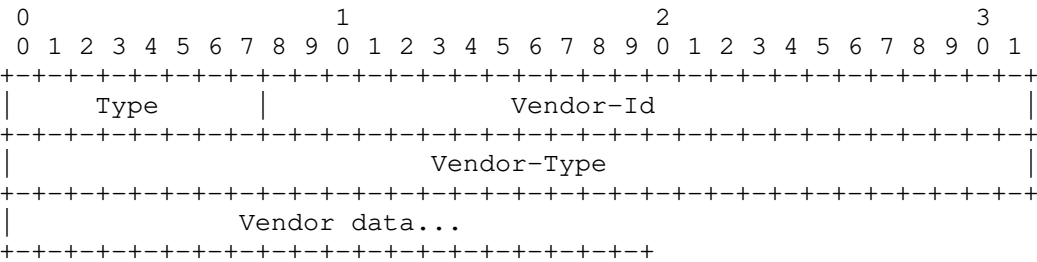 0                   1                   2                   3
 0 1 2 3 4 5 6 7 8 9 0 1 2 3 4 5 6 7 8 9 0 1 2 3 4 5 6 7 8 9 0 1
+-+-+-+-+-+-+-+-+-+-+-+-+-+-+-+-+-+-+-+-+-+-+-+-+-+-+-+-+-+-+-+-+
|     Type      |               Vendor-Id                       |
+-+-+-+-+-+-+-+-+-+-+-+-+-+-+-+-+-+-+-+-+-+-+-+-+-+-+-+-+-+-+-+-+
|                          Vendor-Type                          |
+-+-+-+-+-+-+-+-+-+-+-+-+-+-+-+-+-+-+-+-+-+-+-+-+-+-+-+-+-+-+-+-+
|              Vendor data...
+-+-+-+-+-+-+-+-+-+-+-+-+-+-+-+-+-+-+-+-+